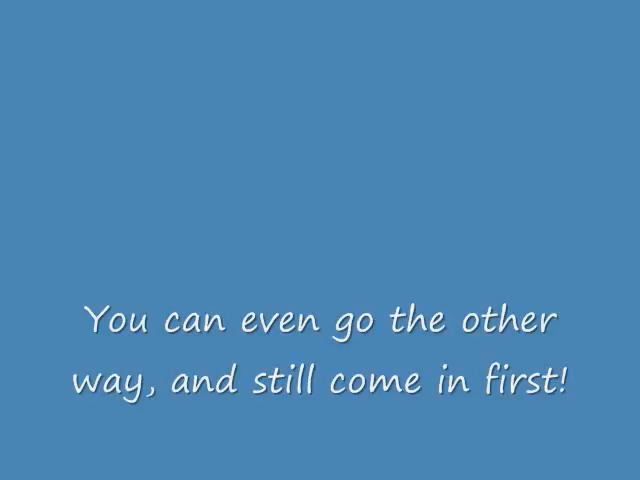 You can even go the other
way, and still come in first!